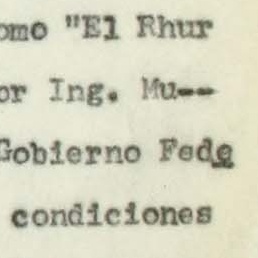 omo "El Rhur
or Ing. Mu--
Gobierno Fede
condiciones